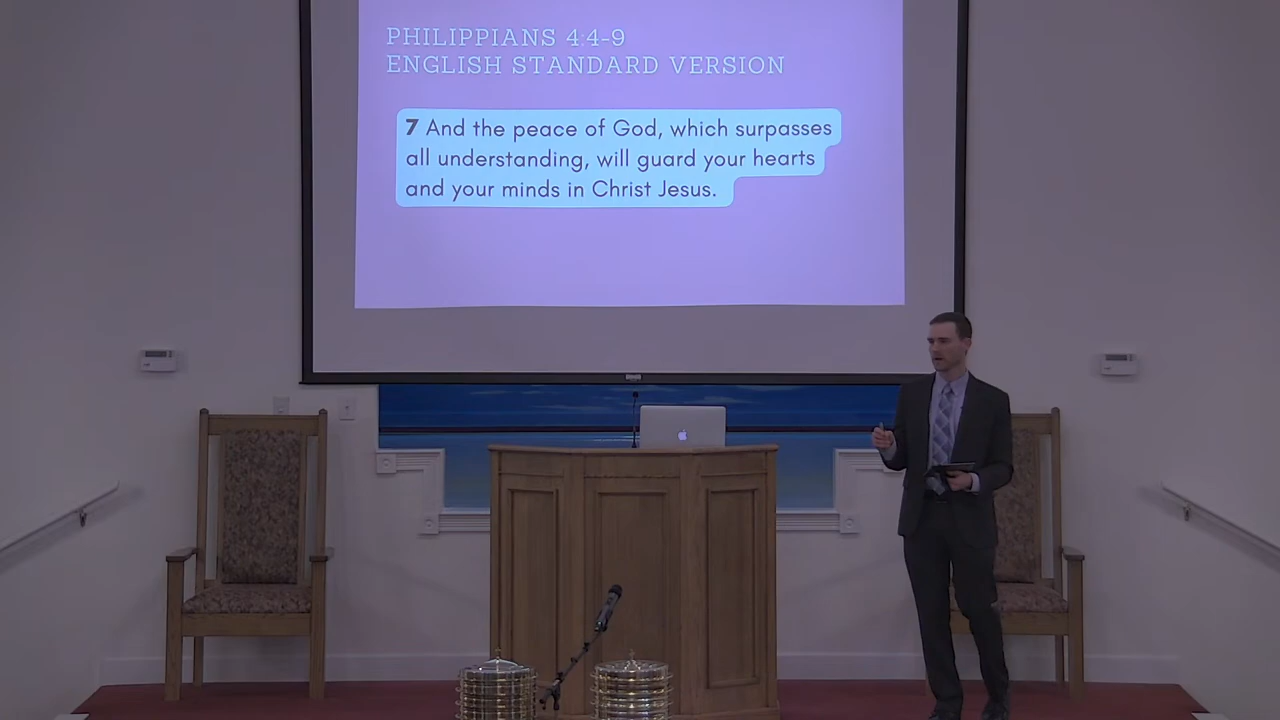 PHILIPPIANS 4:4-9
ENGLISH STANDARD VERSION
7 And the peace of God, which surpasses
all understanding, will guard your hearts
and your minds in Christ Jesus.